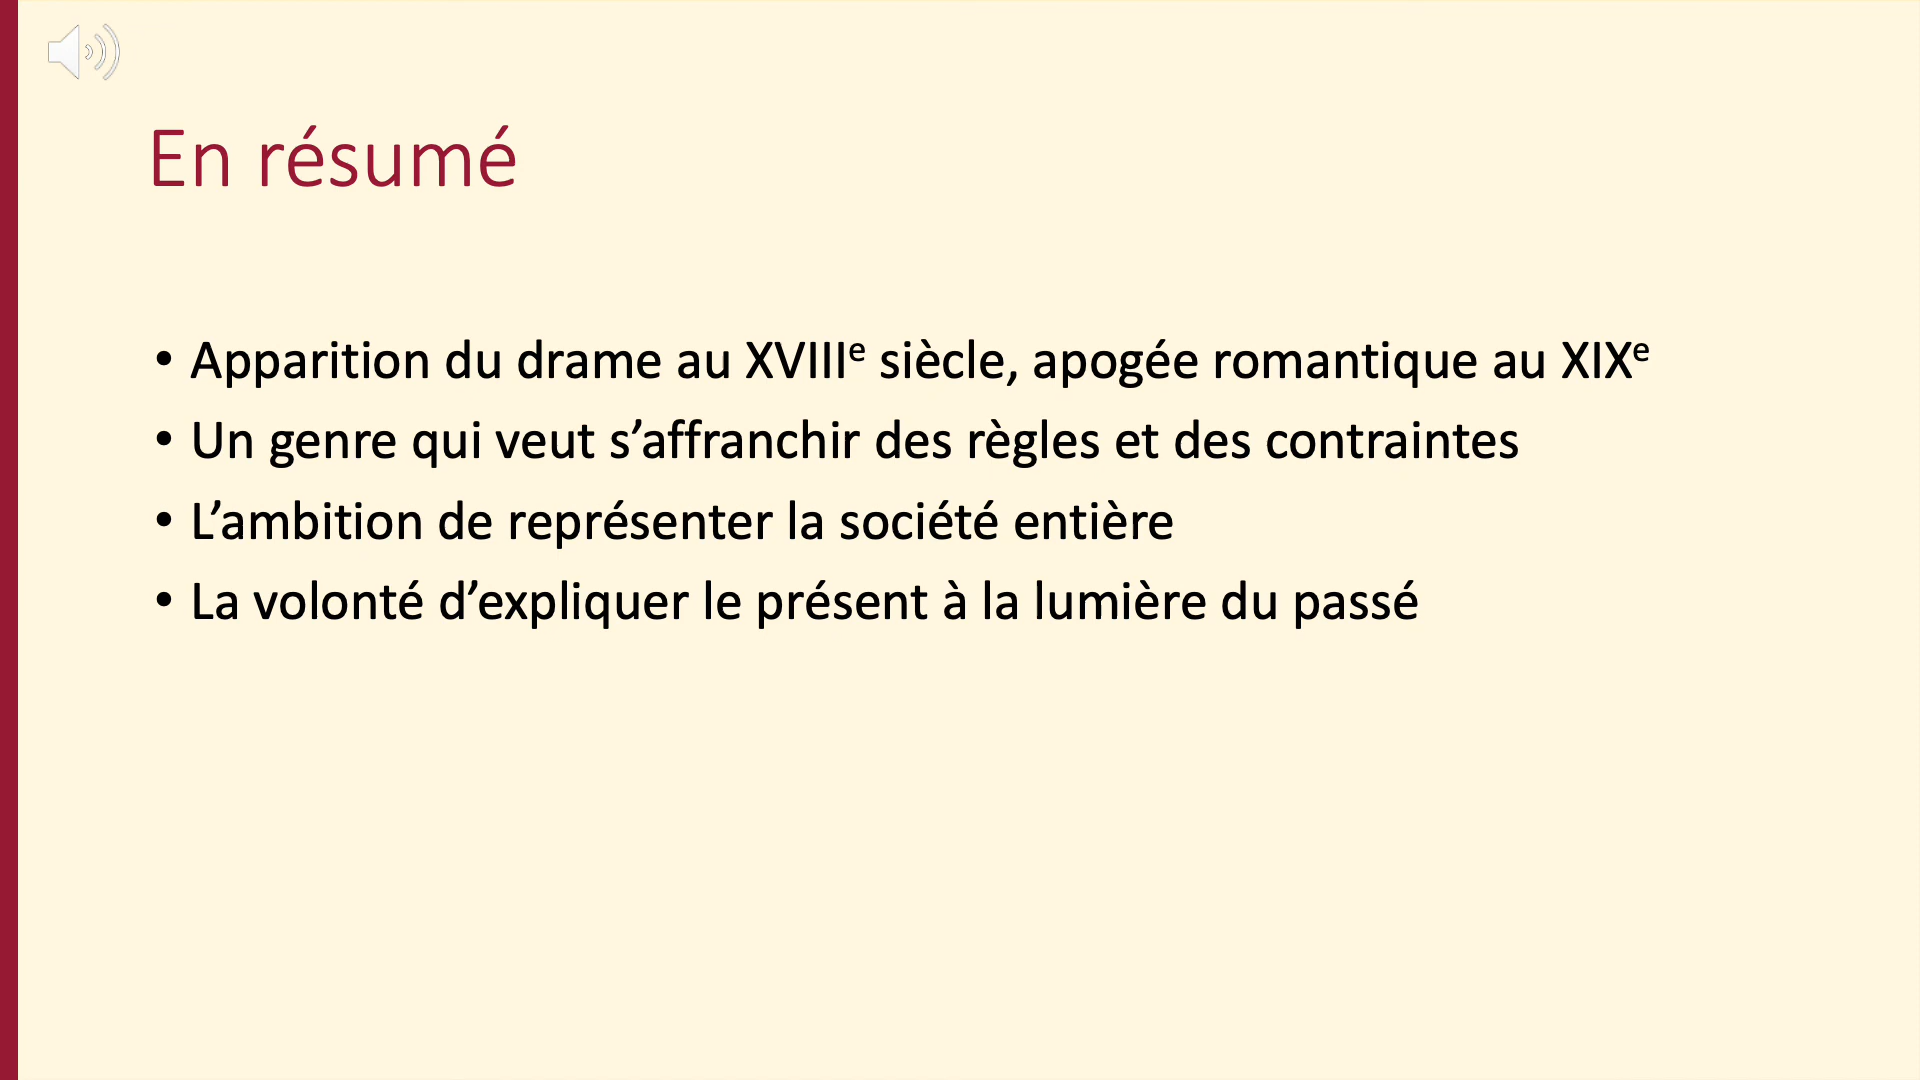 En résumé
• Apparition du drame au XVIIIe siècle, apogée romantique au XIXe
• Un genre qui veut s’affranchir des règles et des contraintes
• L’ambition de représenter la société entière
• La volonté d’expliquer le présent à la lumière du passé